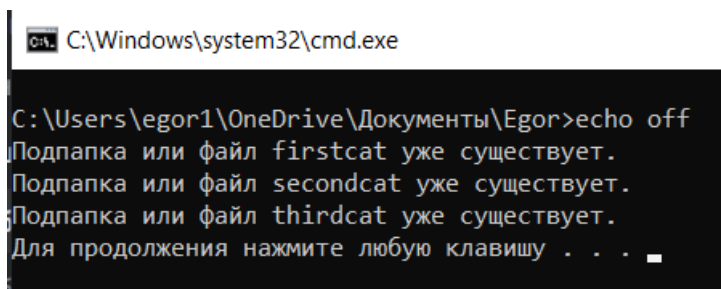 C:\Windows\system32\cmd.exe
C:\Users\egor1\OneDrive\Документы\Egor>echo off
Подпапка или файл firstcat уже существует.
Подпапка или файл secondcat уже существует.
Подпапка или файл thirdcat уже существует.
Для продолжения нажмите любую клавишу . . .